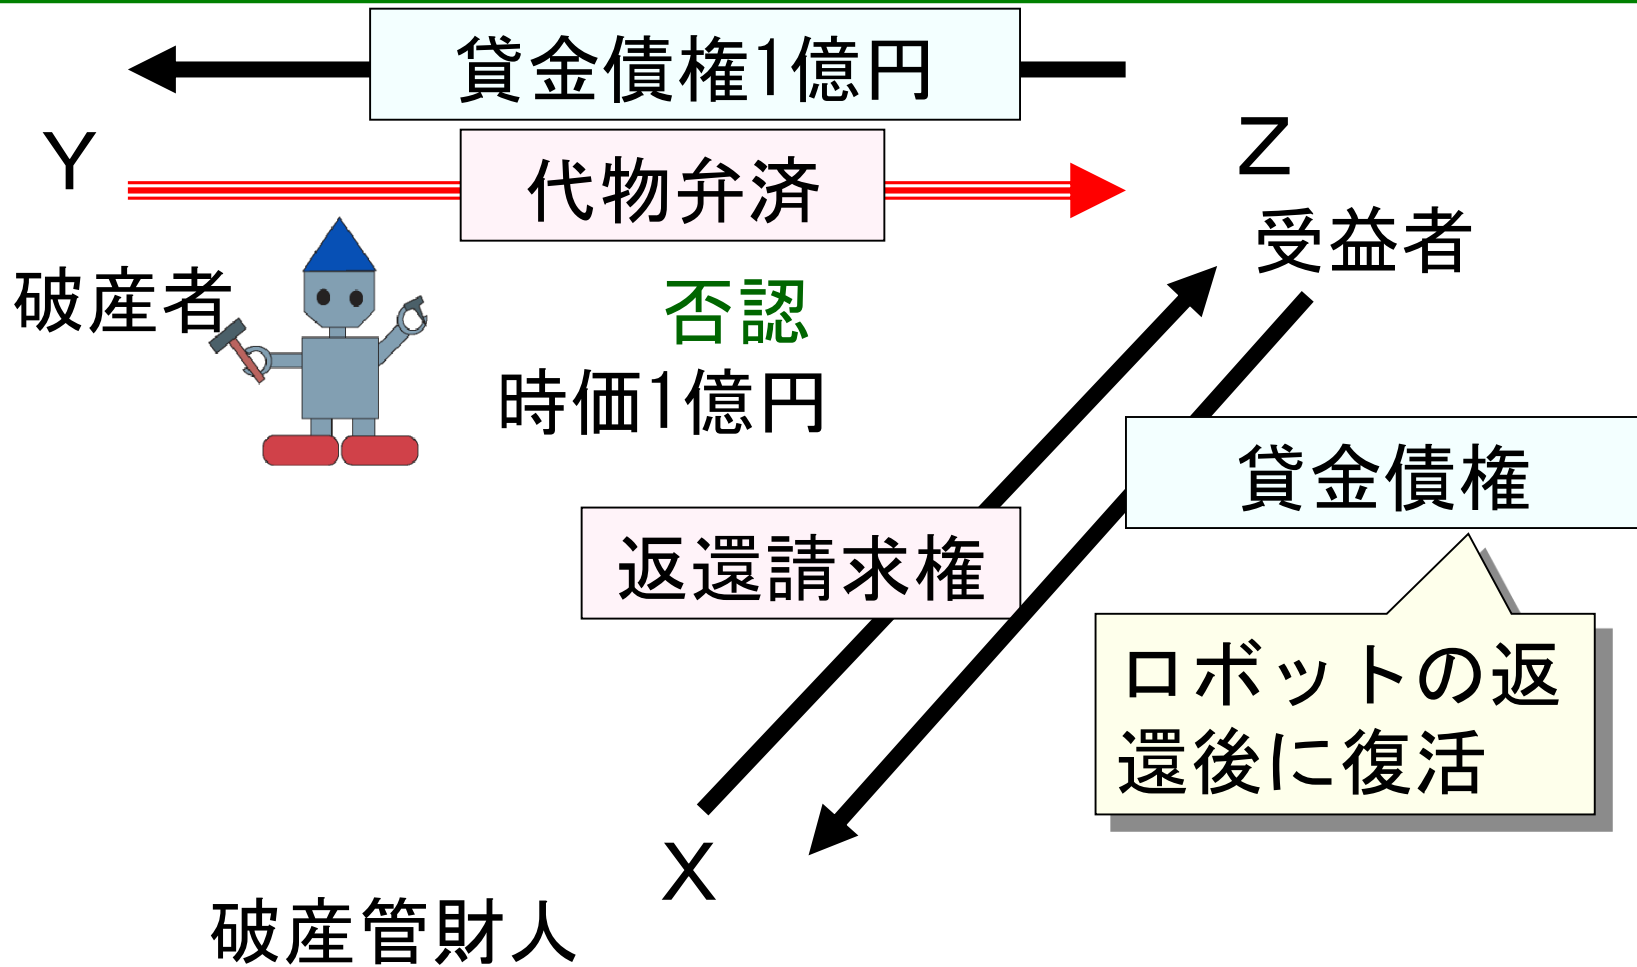 貸金債権1億円
Y
代物弁済
Z
受益者
破産者
否認
時価1億円
貸金債権
返還請求権
ロボットの返
還後に復活
X
破産管財人